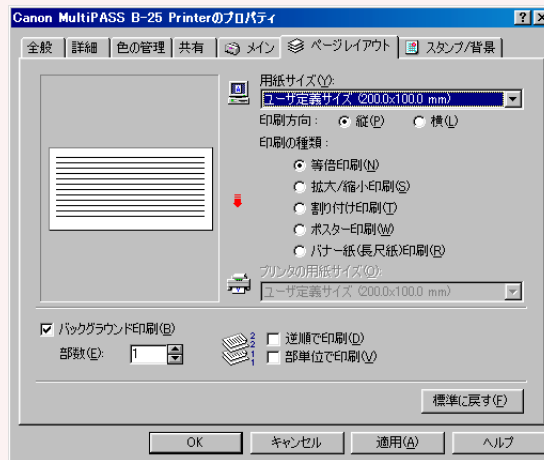 Canon MultiPASS B-25 Printerのプロパティ
全般 詳細 色の管理 共有 メイン ページレイアウト スタンプ/背景
用紙サイズ(Y):
ユーザ定義サイズ (200.0x100.0 mm)
印刷方向: 縦(P) 横(L)
印刷の種類:
等倍印刷(N)
拡大/縮小印刷(S)
割り付け印刷(T)
ポスター印刷(W)
バナー紙(長尺紙)印刷(R)
プリンタの用紙サイズ(O):
ユーザ定義サイズ (200.0x100.0 mm)
バックグラウンド印刷(B)
部数(E): 1
2 2 1 1
逆順で印刷(D)
部単位で印刷(V)
標準に戻す(F)
OK キャンセル 適用(A) ヘルプ